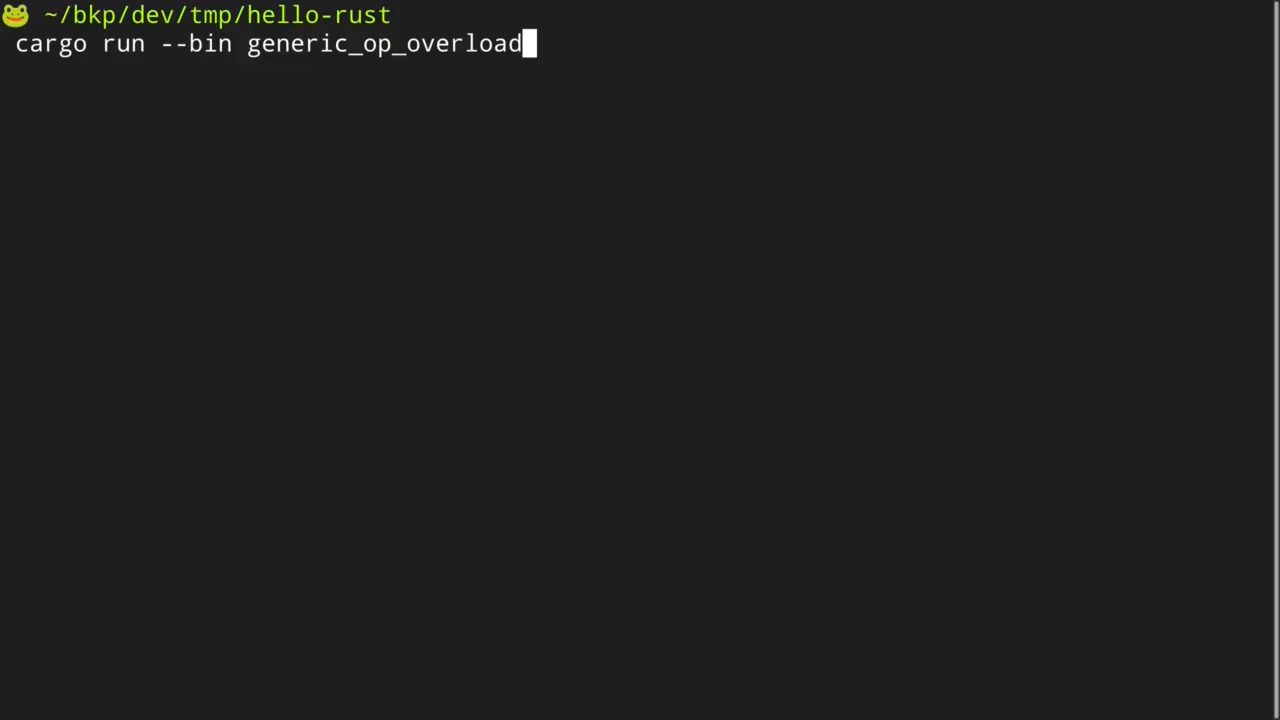 🐸 ~/bkp/dev/tmp/hello-rust
cargo run --bin generic_op_overload